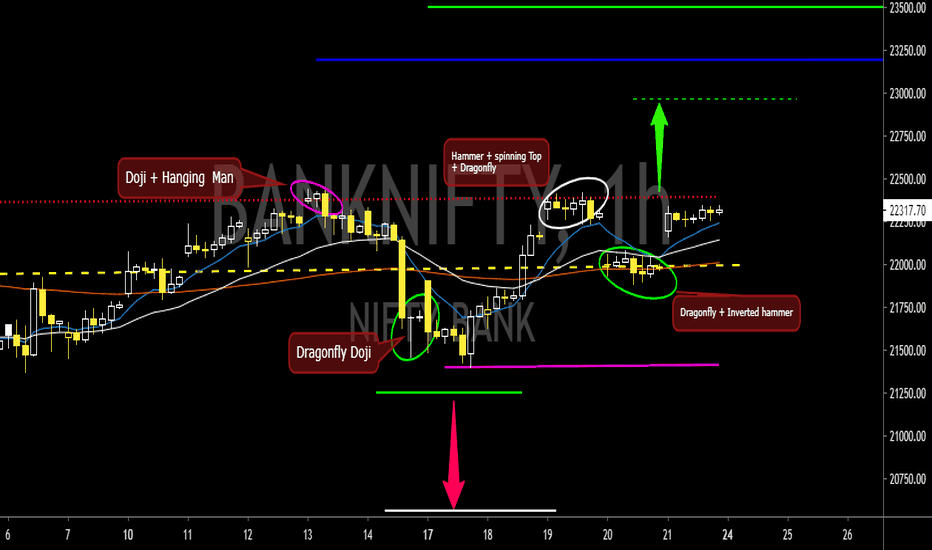 23500.00
23250.00
23000.00
22750.00
22500.00
22317.70
22250.00
22000.00
21750.00
21500.00
21250.00
21000.00
20750.00
BANKNIFTY, 1h
NIFTY BANK
Doji + Hanging Man
Hammer + spinning Top
+ Dragonfly
Dragonfly + Inverted hammer
Dragonfly Doji
6 7 10 11 12 13 14 17 18 19 20 21 24 25 26